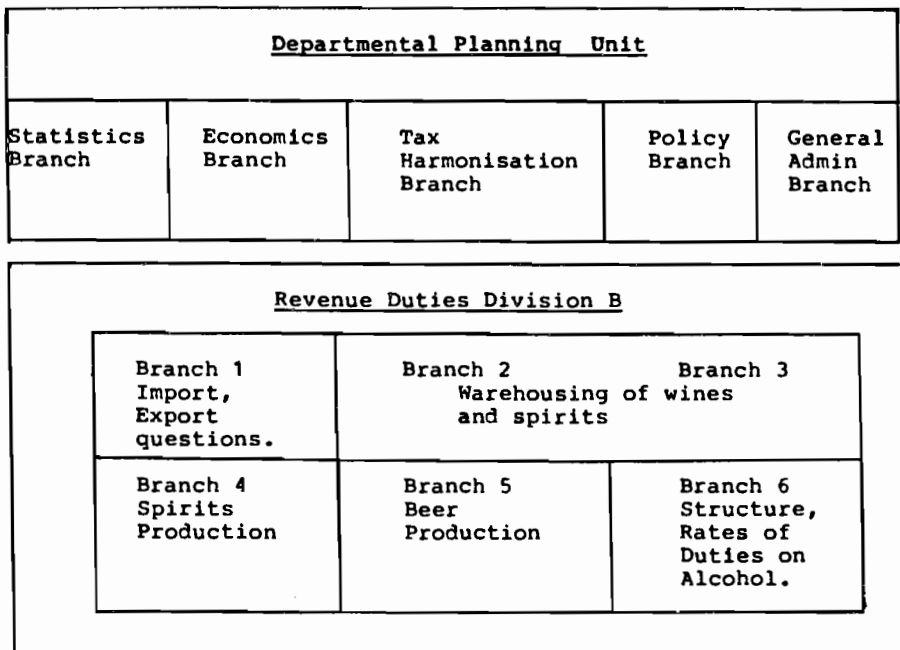 Departmental Planning Unit
Statistics
Branch
Economics
Branch
Tax
Harmonisation
Branch
Policy
Branch
General
Admin
Branch
Revenue Duties Division B
Branch 1
Import,
Export
questions.
Branch 2 Branch 3
Warehousing of wines
and spirits
Branch 4
Spirits
Production
Branch 5
Beer
Production
Branch 6
Structure,
Rates of
Duties on
Alcohol.